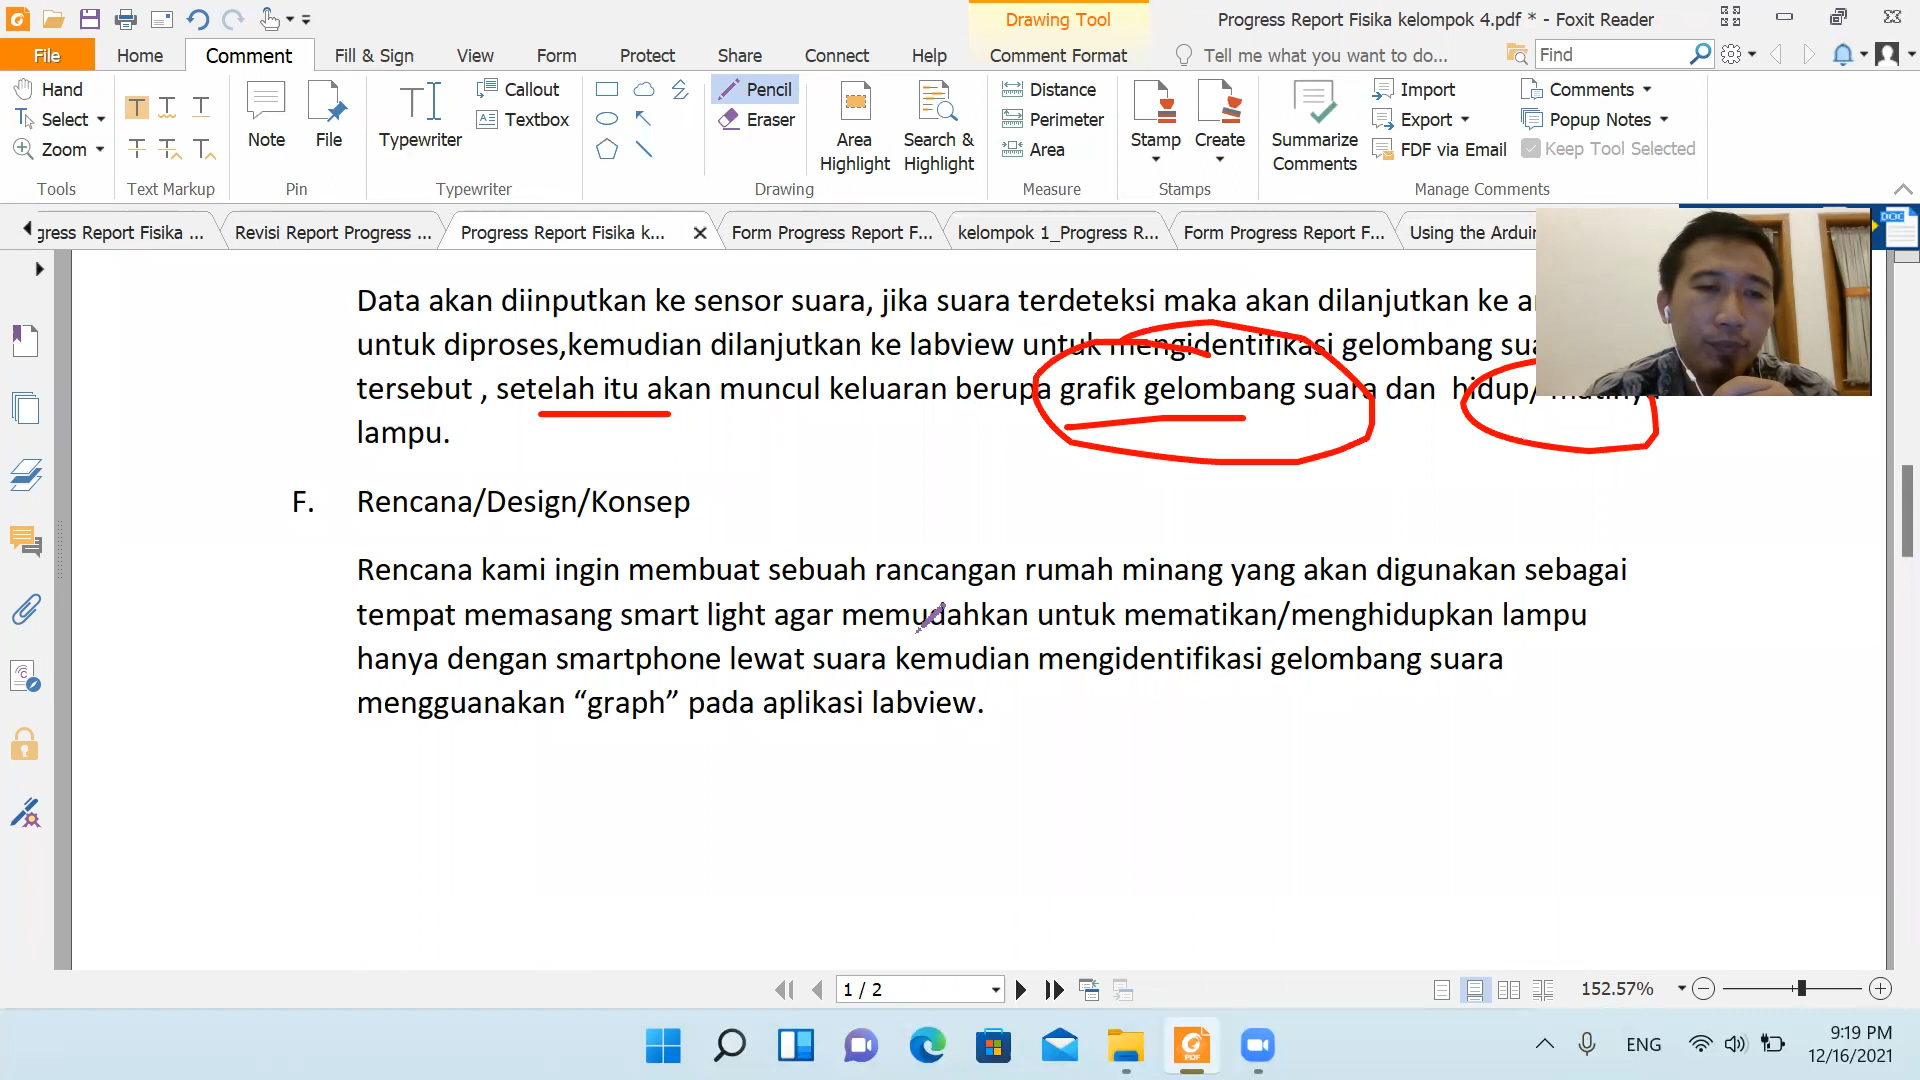 Drawing Tool
Progress Report Fisika kelompok 4.pdf * - Foxit Reader
File Home Comment Fill & Sign View Form Protect Share Connect Help Comment Format Tell me what you want to do... Find
Hand
Select
Zoom
Tools
Text Markup
Note
File
Pin
Typewriter
Callout
Textbox
Typewriter
Pencil
Eraser
Area Highlight
Search & Highlight
Drawing
Distance
Perimeter
Area
Measure
Stamp
Create
Stamps
Summarize Comments
Import
Export
FDF via Email
Comments
Popup Notes
Keep Tool Selected
Manage Comments
gress Report Fisika ... Revisi Report Progress ... Progress Report Fisika k... Form Progress Report F... kelompok 1_Progress R... Form Progress Report F... Using the Arduin
DOC
Data akan diinputkan ke sensor suara, jika suara terdeteksi maka akan dilanjutkan ke
untuk diproses,kemudian dilanjutkan ke labview untuk mengidentifikasi gelombang
tersebut , setelah itu akan muncul keluaran berupa grafik gelombang suara dan hidup/
lampu.
F. Rencana/Design/Konsep
Rencana kami ingin membuat sebuah rancangan rumah minang yang akan digunakan sebagai
tempat memasang smart light agar memudahkan untuk mematikan/menghidupkan lampu
hanya dengan smartphone lewat suara kemudian mengidentifikasi gelombang suara
mengguanakan “graph” pada aplikasi labview.
1 / 2
152.57%
PDF
ENG
9:19 PM
12/16/2021